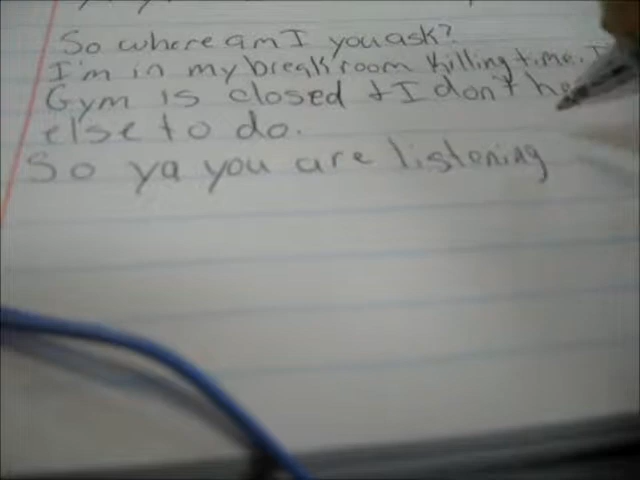 So where am I you ask?
I'm in my break room killing time. T
Gym is closed + I don't ha
else to do.
So ya you are listening